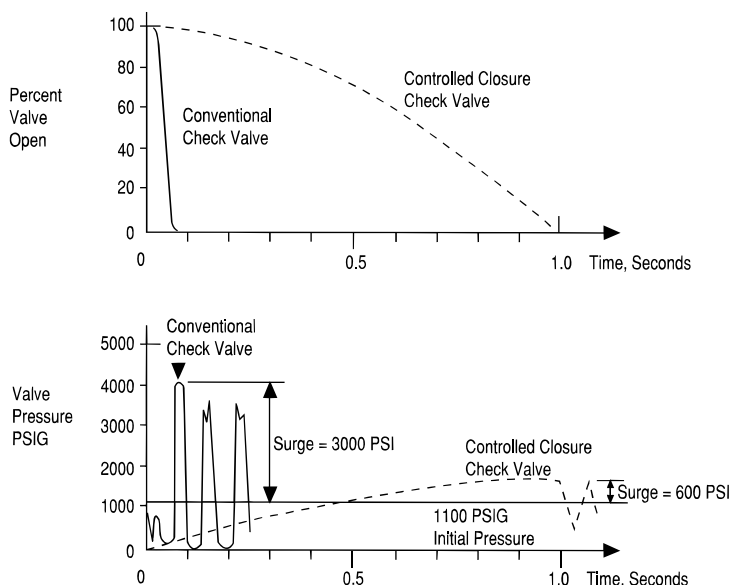 100
80
60
40
20
0
Percent
Valve
Open
Conventional
Check Valve
Controlled Closure
Check Valve
0
0.5
1.0
Time, Seconds
5000
4000
3000
2000
1000
0
Valve
Pressure
PSIG
Conventional
Check Valve
Surge = 3000 PSI
Controlled Closure
Check Valve
Surge = 600 PSI
1100 PSIG
Initial Pressure
0
0.5
1.0
Time, Seconds